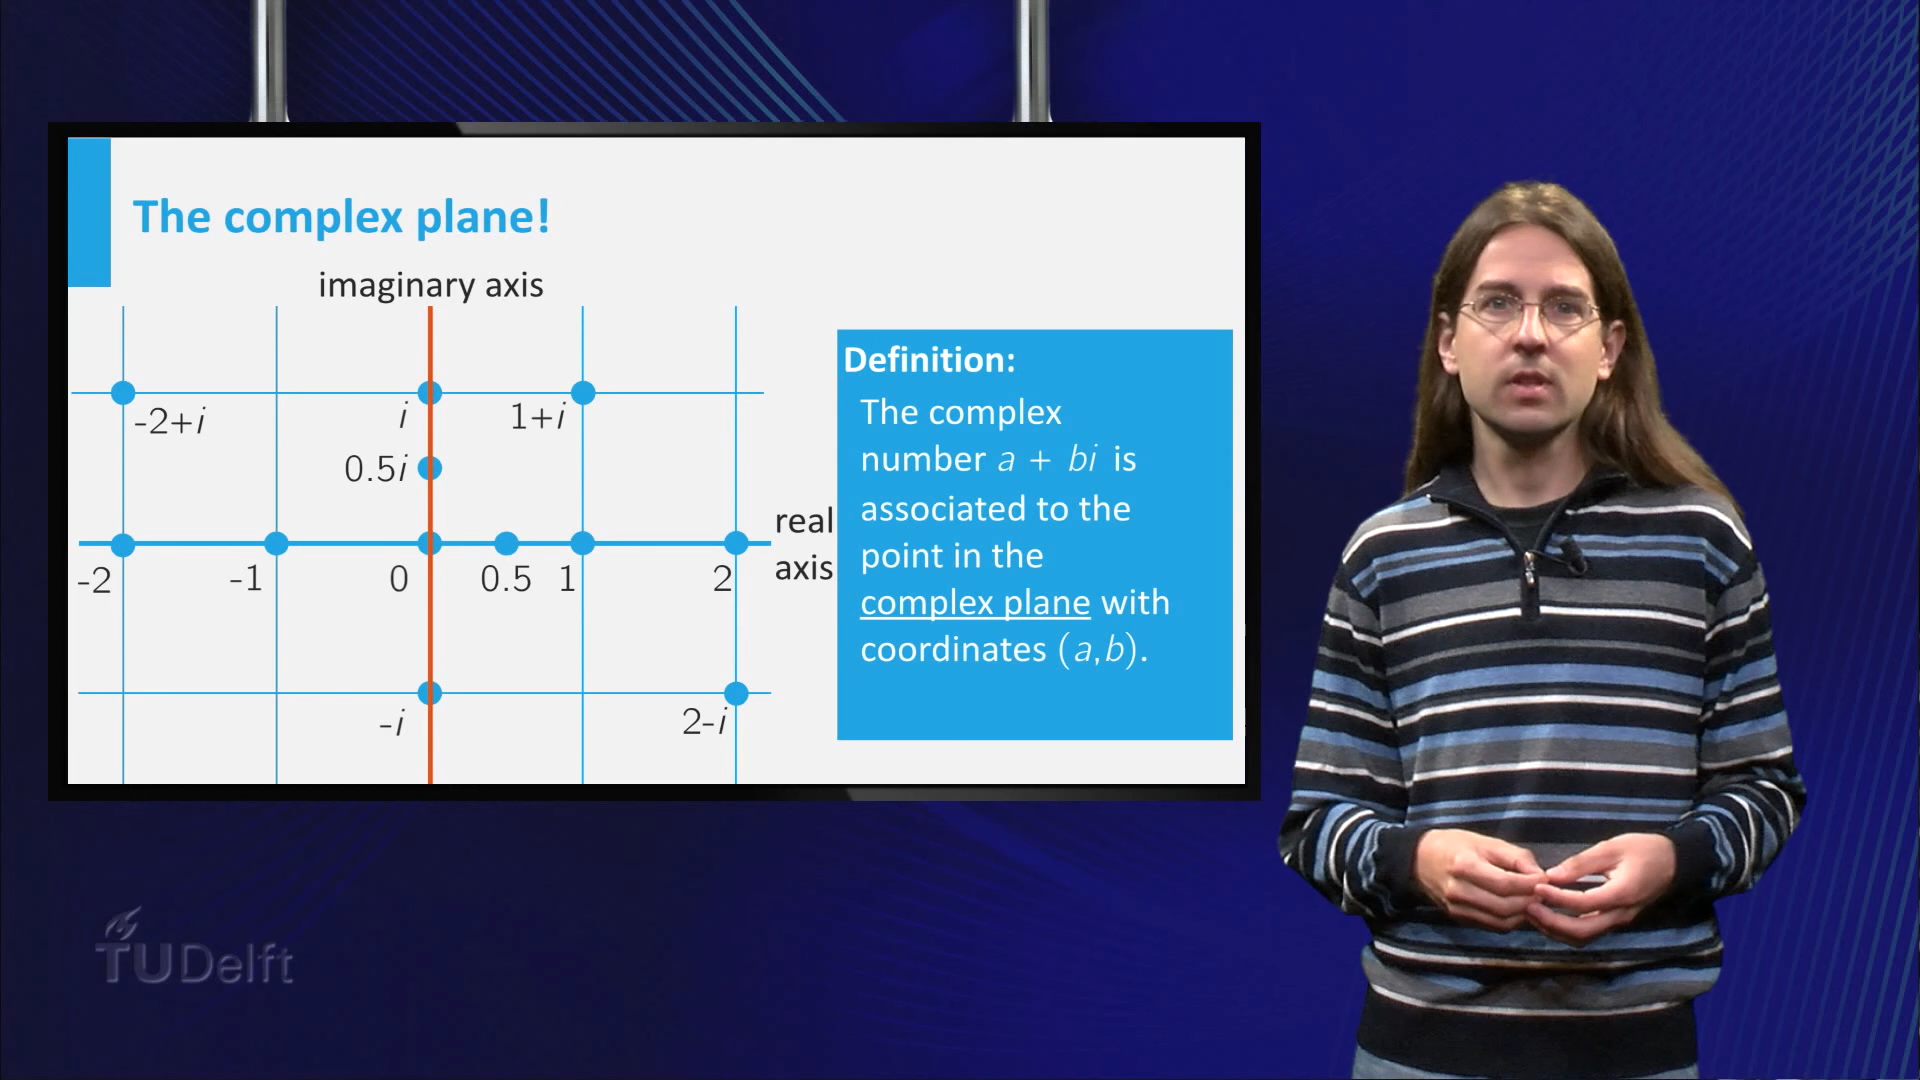 The complex plane!
imaginary axis
-2+i
i
1+i
0.5i
real
axis
-2
-1
0
0.5
1
2
-i
2-i
Definition:
The complex
number a + bi is
associated to the
point in the
complex plane with
coordinates (a,b).
TUDelft